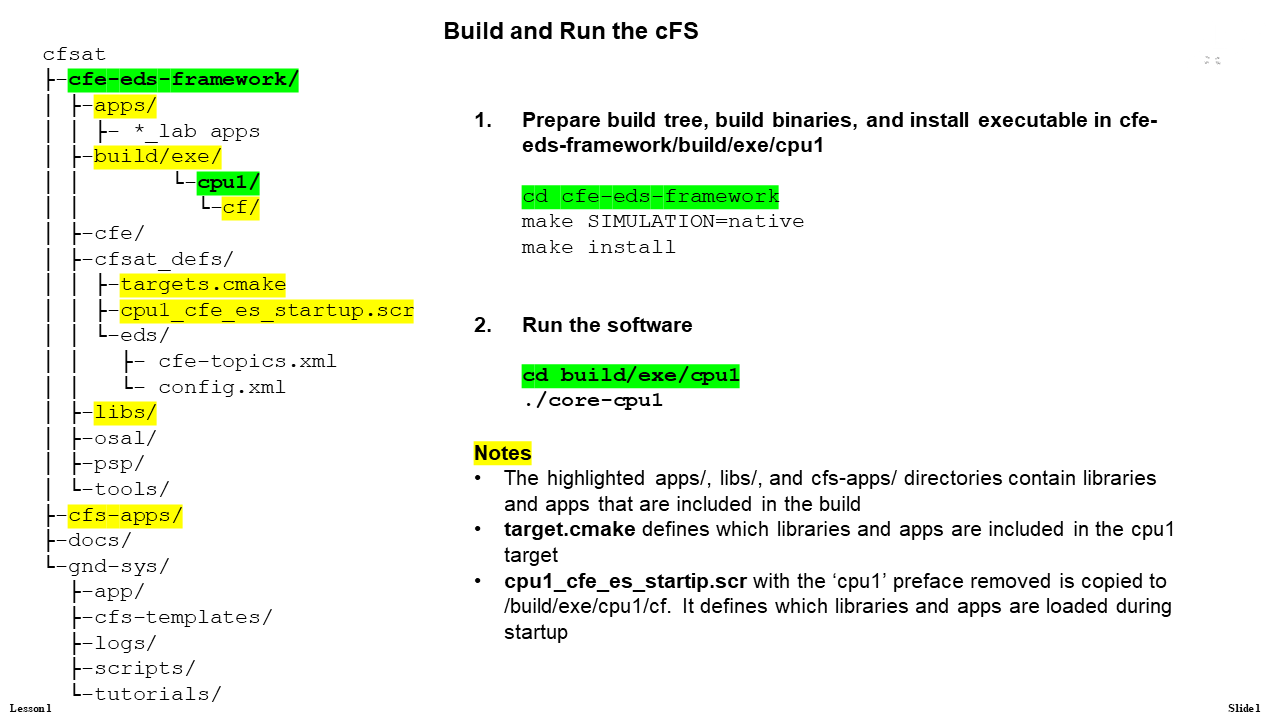 Build and Run the cFS
cfsat
├-cfe-eds-framework/
│ ├-apps/
│ │ ├- *_lab apps
│ ├-build/exe/
│ │       └-cpu1/
│ │         └-cf/
│ ├-cfe/
│ ├-cfsat_defs/
│ │ ├-targets.cmake
│ │ ├-cpu1_cfe_es_startup.scr
│ │ └-eds/
│ │   ├- cfe-topics.xml
│ │   └- config.xml
│ ├-libs/
│ ├-osal/
│ ├-psp/
│ └-tools/
├-cfs-apps/
├-docs/
└-gnd-sys/
  ├-app/
  ├-cfs-templates/
  ├-logs/
  ├-scripts/
  └-tutorials/
1. Prepare build tree, build binaries, and install executable in cfe-
eds-framework/build/exe/cpu1
cd cfe-eds-framework
make SIMULATION=native
make install
2. Run the software
cd build/exe/cpu1
./core-cpu1
Notes
• The highlighted apps/, libs/, and cfs-apps/ directories contain libraries
and apps that are included in the build
• target.cmake defines which libraries and apps are included in the cpu1
target
• cpu1_cfe_es_startip.scr with the ‘cpu1’ preface removed is copied to
/build/exe/cpu1/cf. It defines which libraries and apps are loaded during
startup
Lesson 1
Slide 1